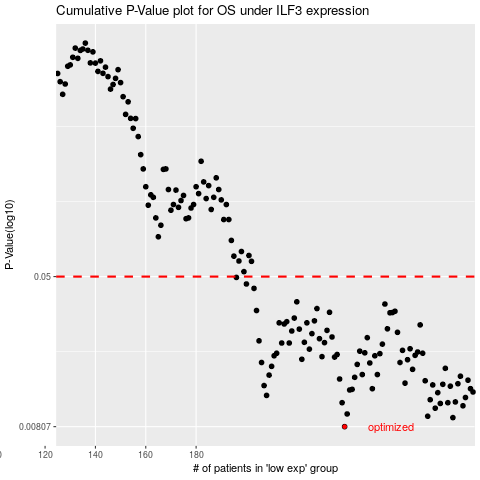 Cumulative P-Value plot for OS under ILF3 expression
P-Value(log10)
0.05
0.00807
optimized
0 120 140 160 180
# of patients in 'low exp' group